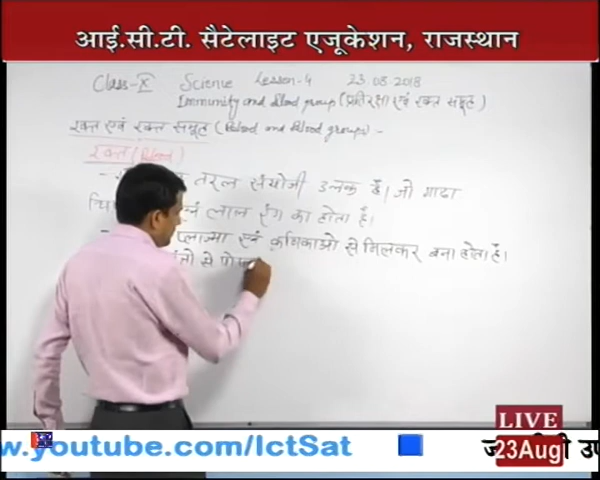 आई.सी.टी. सैटेलाइट एजूकेशन, राजस्थान
Class-X Science Lesson-4 23.08.2018
Immunity and Blood group (प्रतिरक्षा एवं रक्त समूह)
रक्त एवं रक्त समूह (Blood and Blood groups) :-
रक्त (Blood)
तरल संयोजी उत्तक है। जो गाढा
लाल रंग का होता है।
प्लाज्मा एवं कणिकाओ से मिलकर बना होता है।
से
LIVE
23Aug
w.youtube.com/IctSat